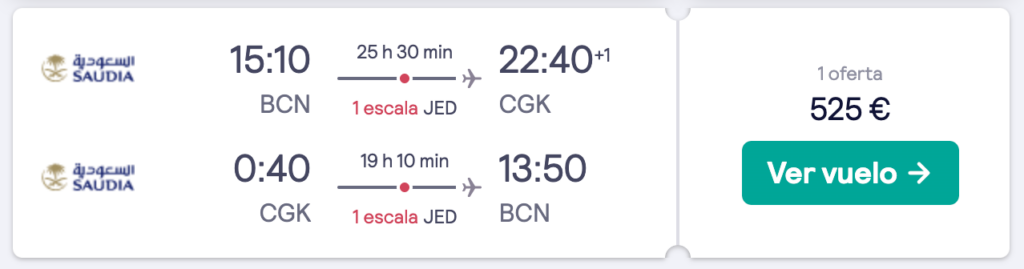 السعودية
SAUDIA
15:10
25 h 30 min
22:40+1
BCN
1 escala JED
CGK
السعودية
SAUDIA
0:40
19 h 10 min
13:50
CGK
1 escala JED
BCN
1 oferta
525 €
Ver vuelo →